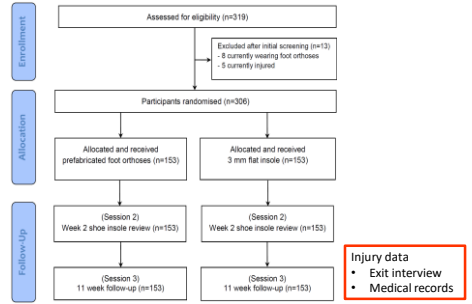 Enrollment
Assessed for eligibility (n=319)
Excluded after initial screening (n=13)
- 8 currently wearing foot orthoses
- 5 currently injured
Participants randomised (n=306)
Allocation
Allocated and received
prefabricated foot orthoses (n=153)
Allocated and received
3 mm flat insole (n=153)
Follow-Up
(Session 2)
Week 2 shoe insole review (n=153)
(Session 2)
Week 2 shoe insole review (n=153)
(Session 3)
11 week follow-up (n=153)
(Session 3)
11 week follow-up (n=153)
Injury data
• Exit interview
• Medical records